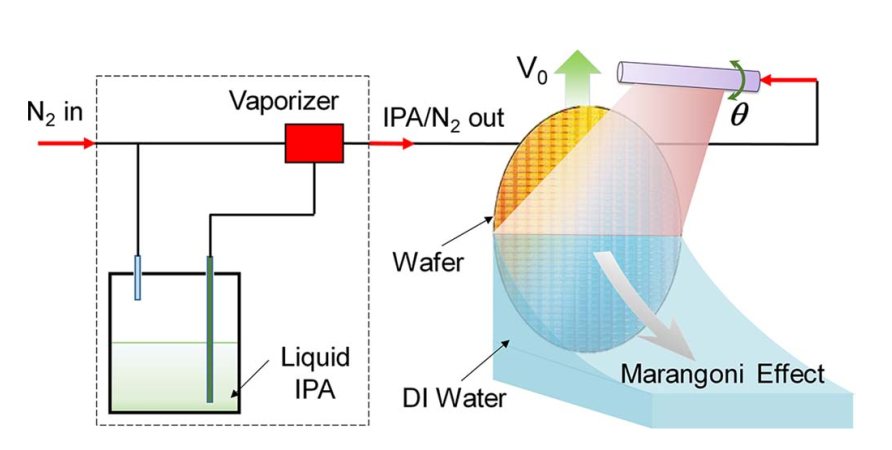 N₂ in
Vaporizer
IPA/N₂ out
V₀
θ
Wafer
Liquid
IPA
DI Water
Marangoni Effect